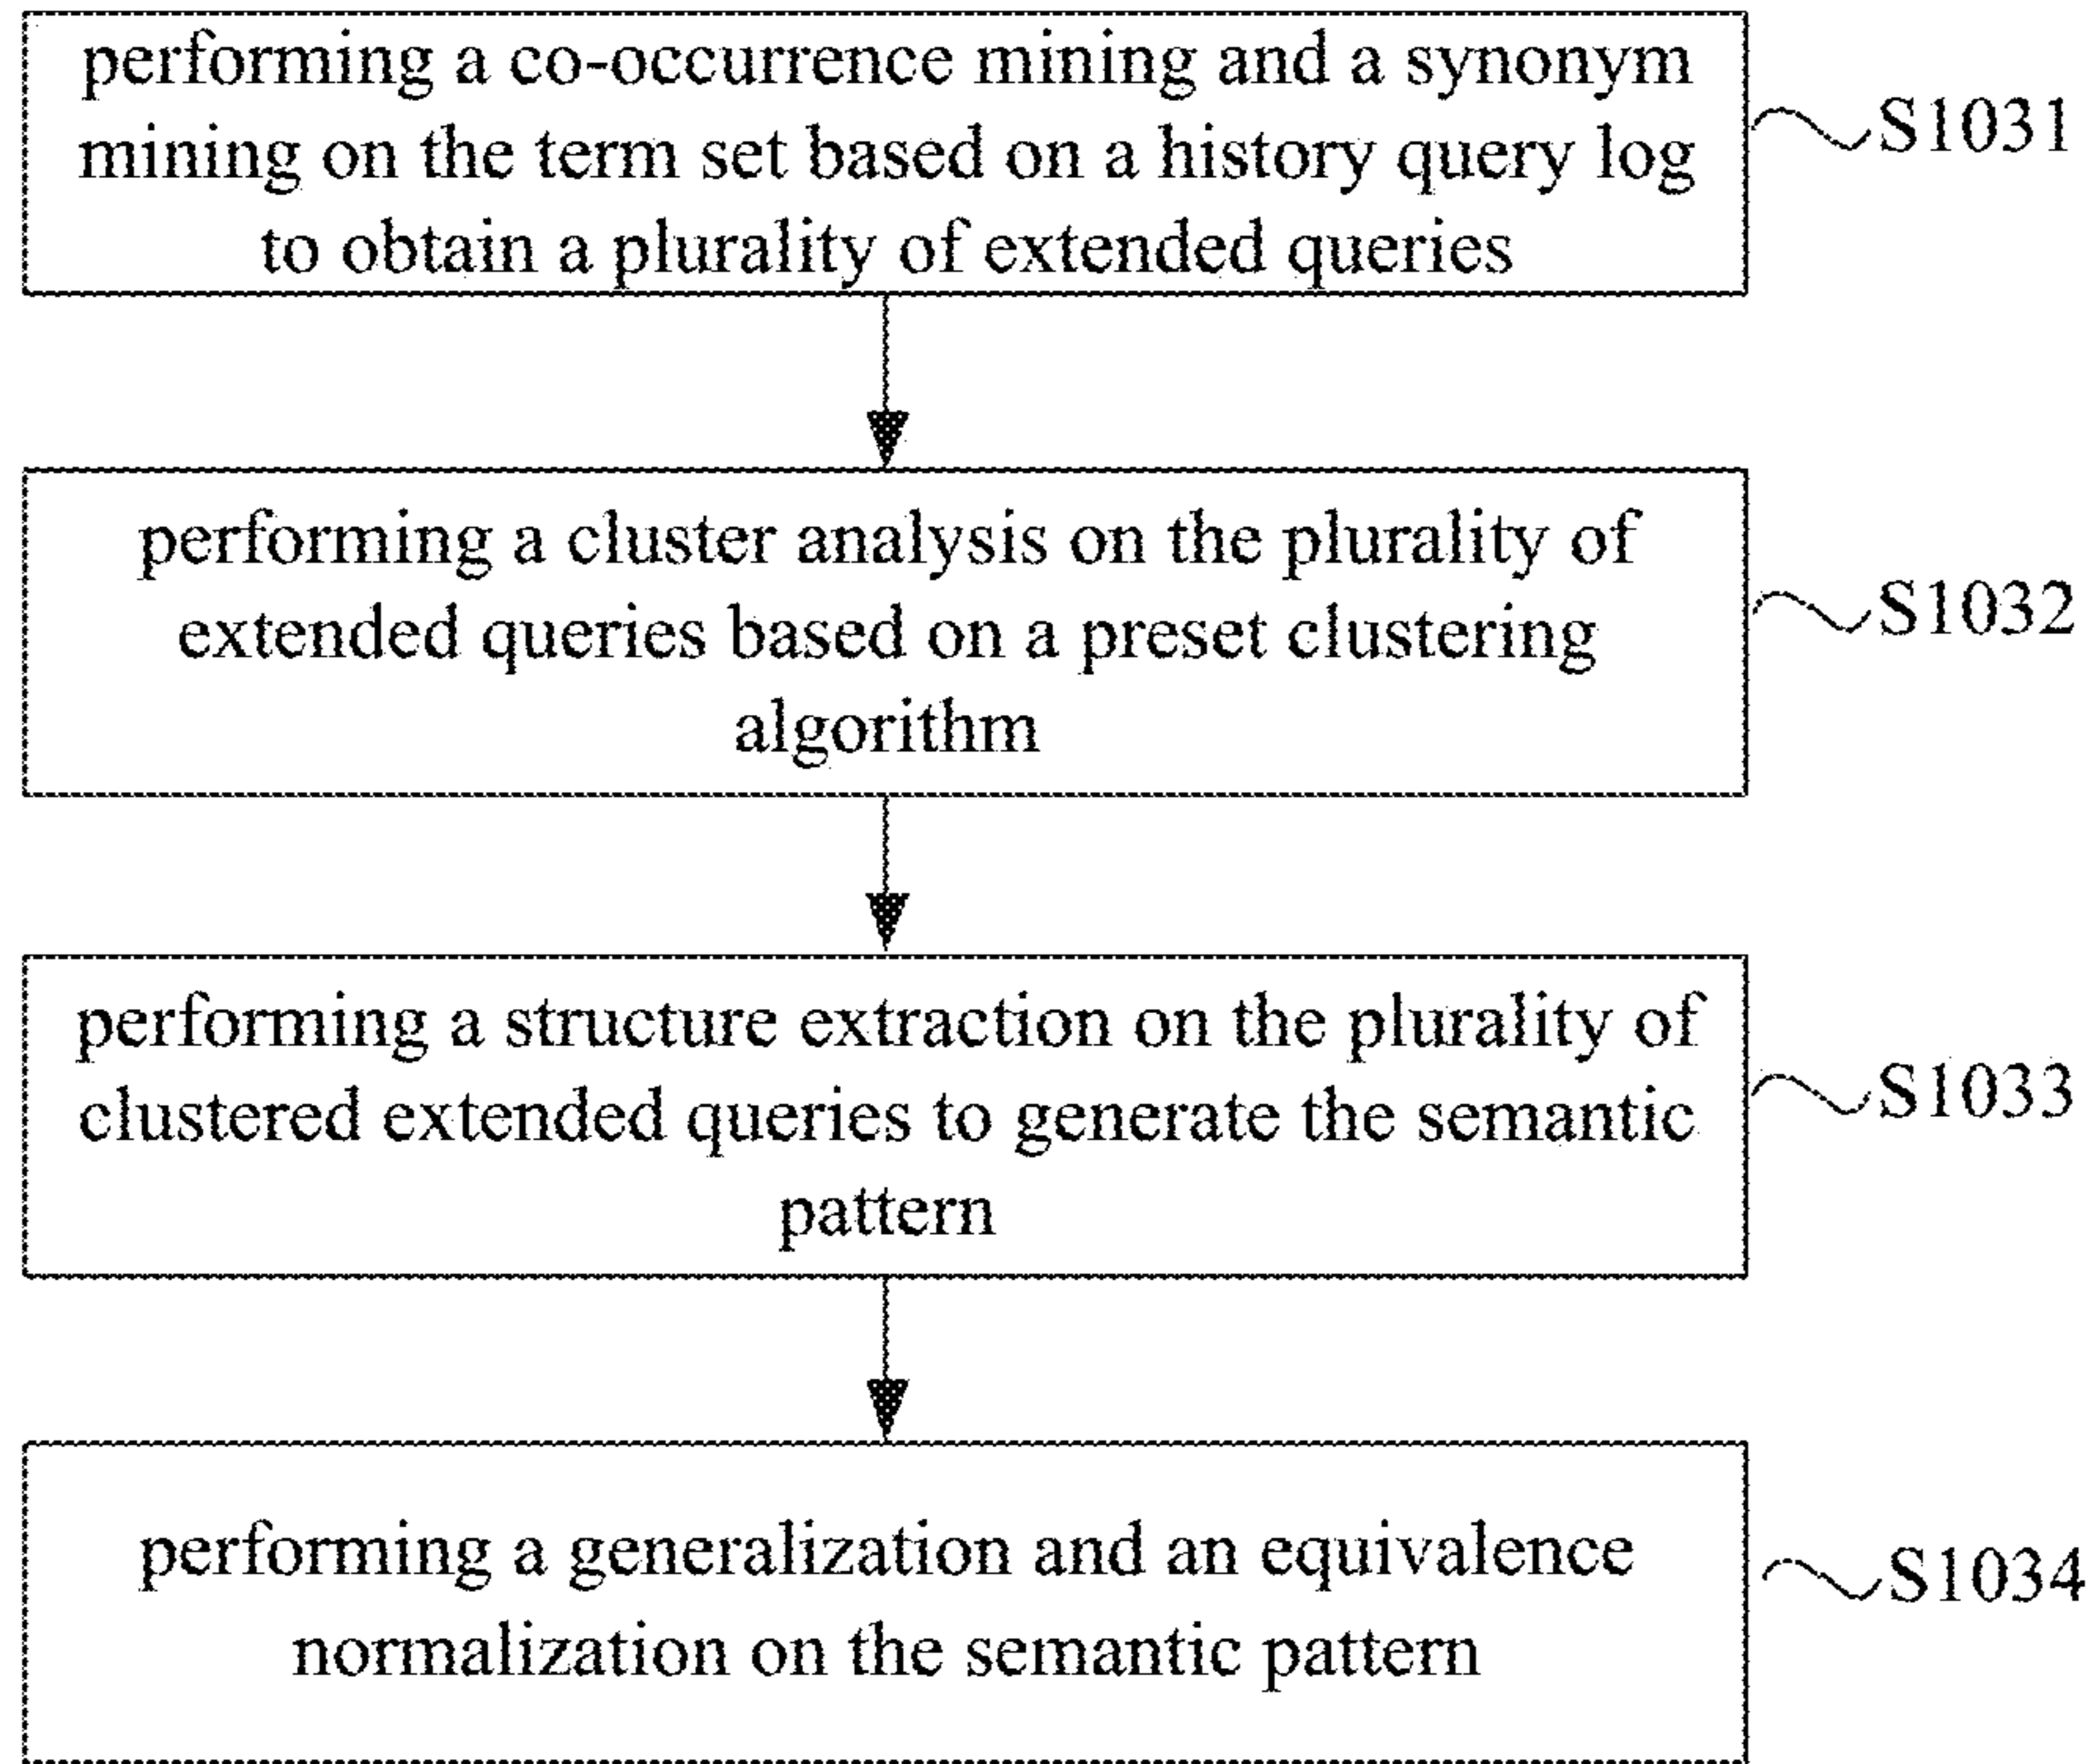 performing a co-occurrence mining and a synonym
mining on the term set based on a history query log
to obtain a plurality of extended queries
S1031
performing a cluster analysis on the plurality of
extended queries based on a preset clustering
algorithm
S1032
performing a structure extraction on the plurality of
clustered extended queries to generate the semantic
pattern
S1033
performing a generalization and an equivalence
normalization on the semantic pattern
S1034